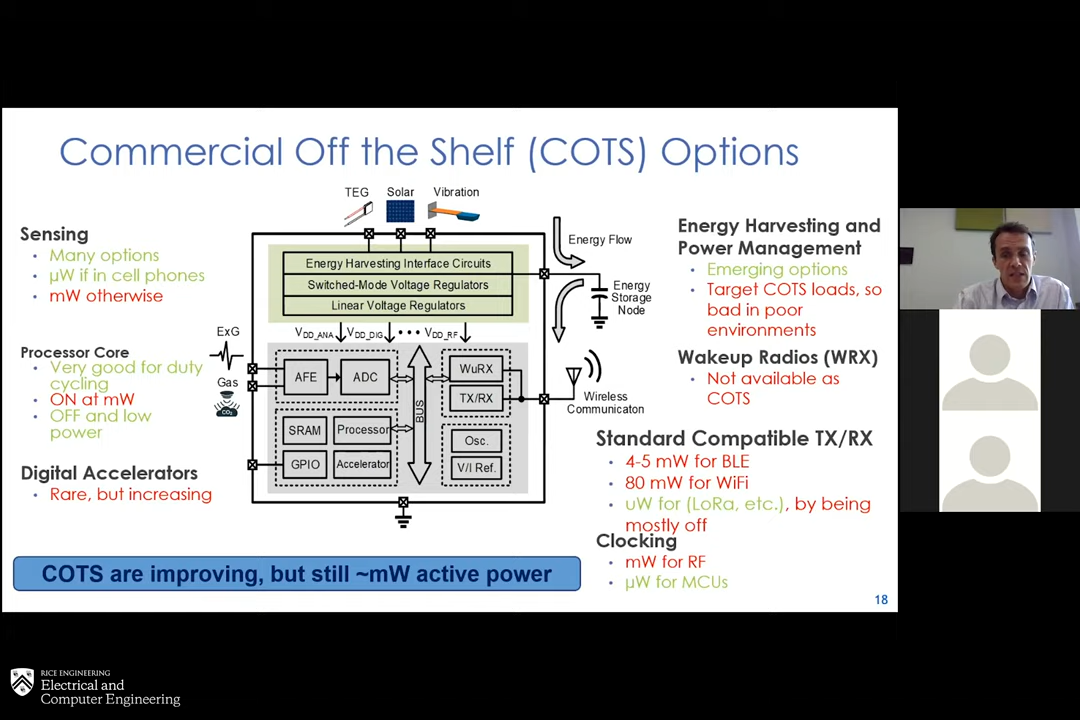 Commercial Off the Shelf (COTS) Options
Sensing
• Many options
• µW if in cell phones
• mW otherwise
Processor Core
• Very good for duty
cycling
• ON at mW
• OFF and low
power
Digital Accelerators
• Rare, but increasing
TEG Solar Vibration
Energy Harvesting Interface Circuits
Switched-Mode Voltage Regulators
Linear Voltage Regulators
VDD_ANA VDD_DIG • • • VDD_RF
Energy Flow
Energy
Storage
Node
ExG
Gas
CO2
AFE ADC
SRAM Processor
GPIO Accelerator
BUS
WuRX
TX/RX
Osc.
V/I Ref.
Wireless
Communicaton
Energy Harvesting and
Power Management
• Emerging options
• Target COTS loads, so
bad in poor
environments
Wakeup Radios (WRX)
• Not available as
COTS
Standard Compatible TX/RX
• 4-5 mW for BLE
• 80 mW for WiFi
• uW for (LoRa, etc.), by being
mostly off
Clocking
• mW for RF
• µW for MCUs
COTS are improving, but still ~mW active power
18
RICE ENGINEERING
Electrical and
Computer Engineering